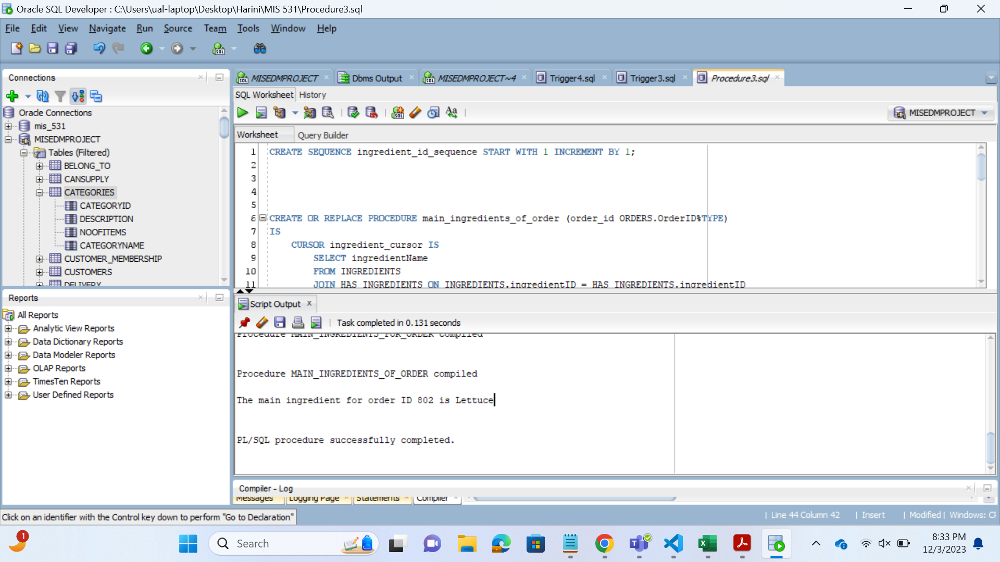 Oracle SQL Developer : C:\Users\ual-laptop\Desktop\Harini\MIS 531\Procedure3.sql
File Edit View Navigate Run Source Team Tools Window Help
Connections
Oracle Connections
mis_531
MISEDMPROJECT
Tables (Filtered)
BELONG_TO
CANSUPPLY
CATEGORIES
CATEGORYID
DESCRIPTION
NOOFITEMS
CATEGORYNAME
CUSTOMER_MEMBERSHIP
CUSTOMERS
DELIVERY
Reports
All Reports
Analytic View Reports
Data Dictionary Reports
Data Modeler Reports
OLAP Reports
TimesTen Reports
User Defined Reports
MISEDMPROJECT Dbms Output MISEDMPROJECT~4 Trigger4.sql Trigger3.sql Procedure3.sql
SQL Worksheet History
MISEDMPROJECT
Worksheet Query Builder
1 CREATE SEQUENCE ingredient_id_sequence START WITH 1 INCREMENT BY 1;
2
3
4
5
6 CREATE OR REPLACE PROCEDURE main_ingredients_of_order (order_id ORDERS.OrderID%TYPE)
7 IS
8 CURSOR ingredient_cursor IS
9 SELECT ingredientName
10 FROM INGREDIENTS
11 JOIN HAS_INGREDIENTS ON INGREDIENTS.ingredientID = HAS_INGREDIENTS.ingredientID
Script Output
Task completed in 0.131 seconds
Procedure MAIN_INGREDIENTS_FOR_ORDER compiled
Procedure MAIN_INGREDIENTS_OF_ORDER compiled
The main ingredient for order ID 802 is Lettuce
PL/SQL procedure successfully completed.
Compiler - Log
Messages Logging Page Statements Compiler
Click on an identifier with the Control key down to perform "Go to Declaration"
Line 44 Column 42 | Insert | Modified | Windows: CF
1
Search
8:33 PM
12/3/2023